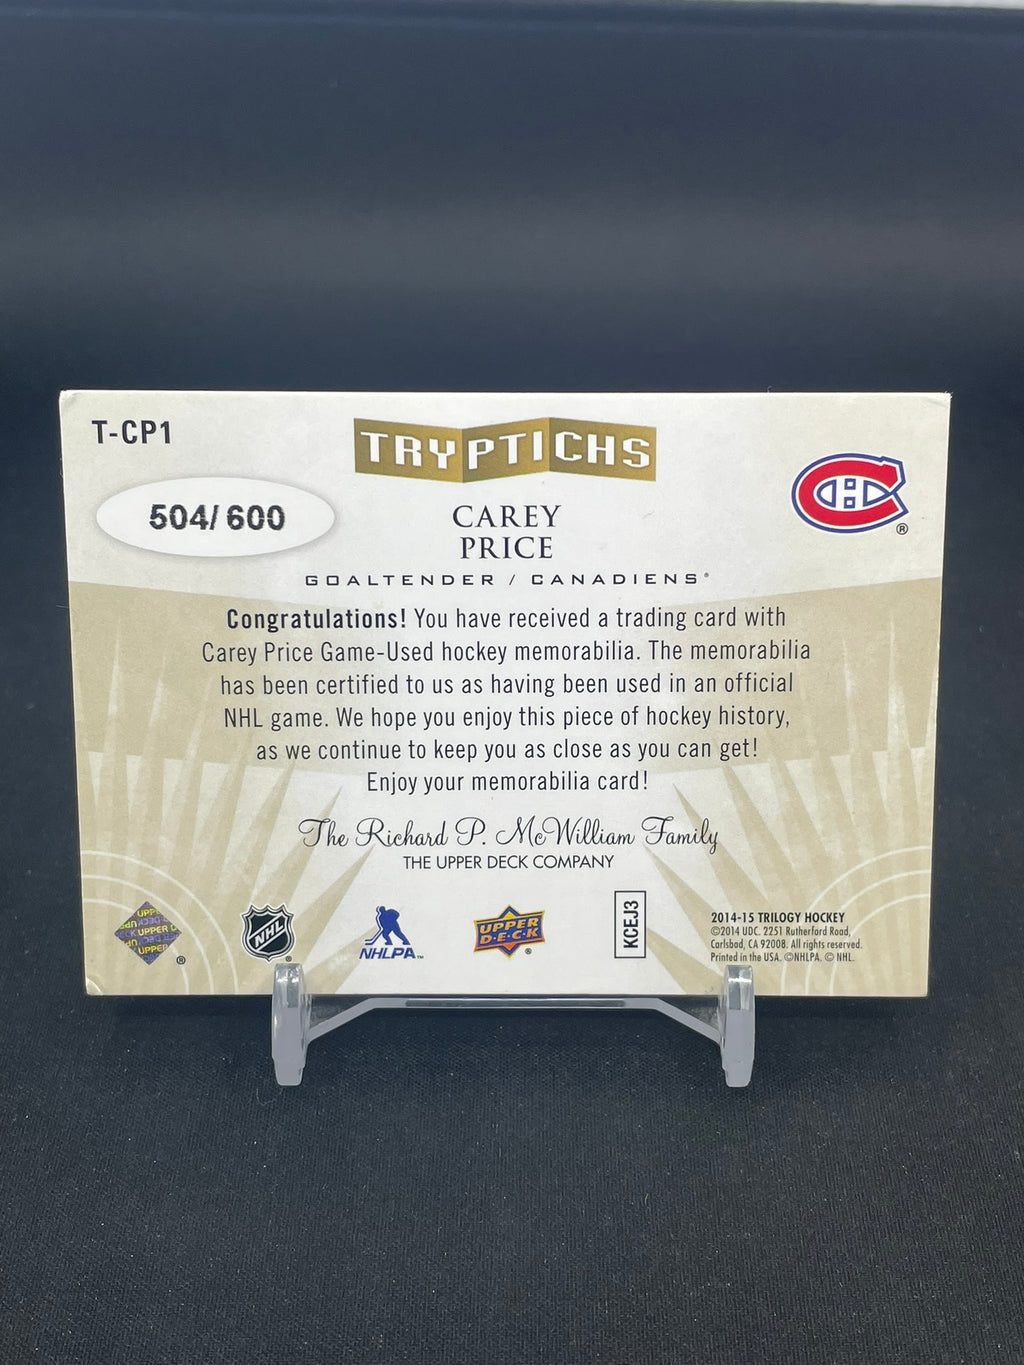 T-CP1
TRYPTICHS
504/600
CAREY
PRICE
GOALTENDER / CANADIENS®
Congratulations! You have received a trading card with
Carey Price Game-Used hockey memorabilia. The memorabilia
has been certified to us as having been used in an official
NHL game. We hope you enjoy this piece of hockey history,
as we continue to keep you as close as you can get!
Enjoy your memorabilia card!
The Richard P. McWilliam Family
THE UPPER DECK COMPANY
UPPER
NHL
NHLPA™
UPPER
D·E·C·K
KCEJ3
2014-15 TRILOGY HOCKEY
©2014 UDC. 2251 Rutherford Road,
Carlsbad, CA 92008. All rights reserved.
Printed in the USA. ©NHLPA. © NHL.